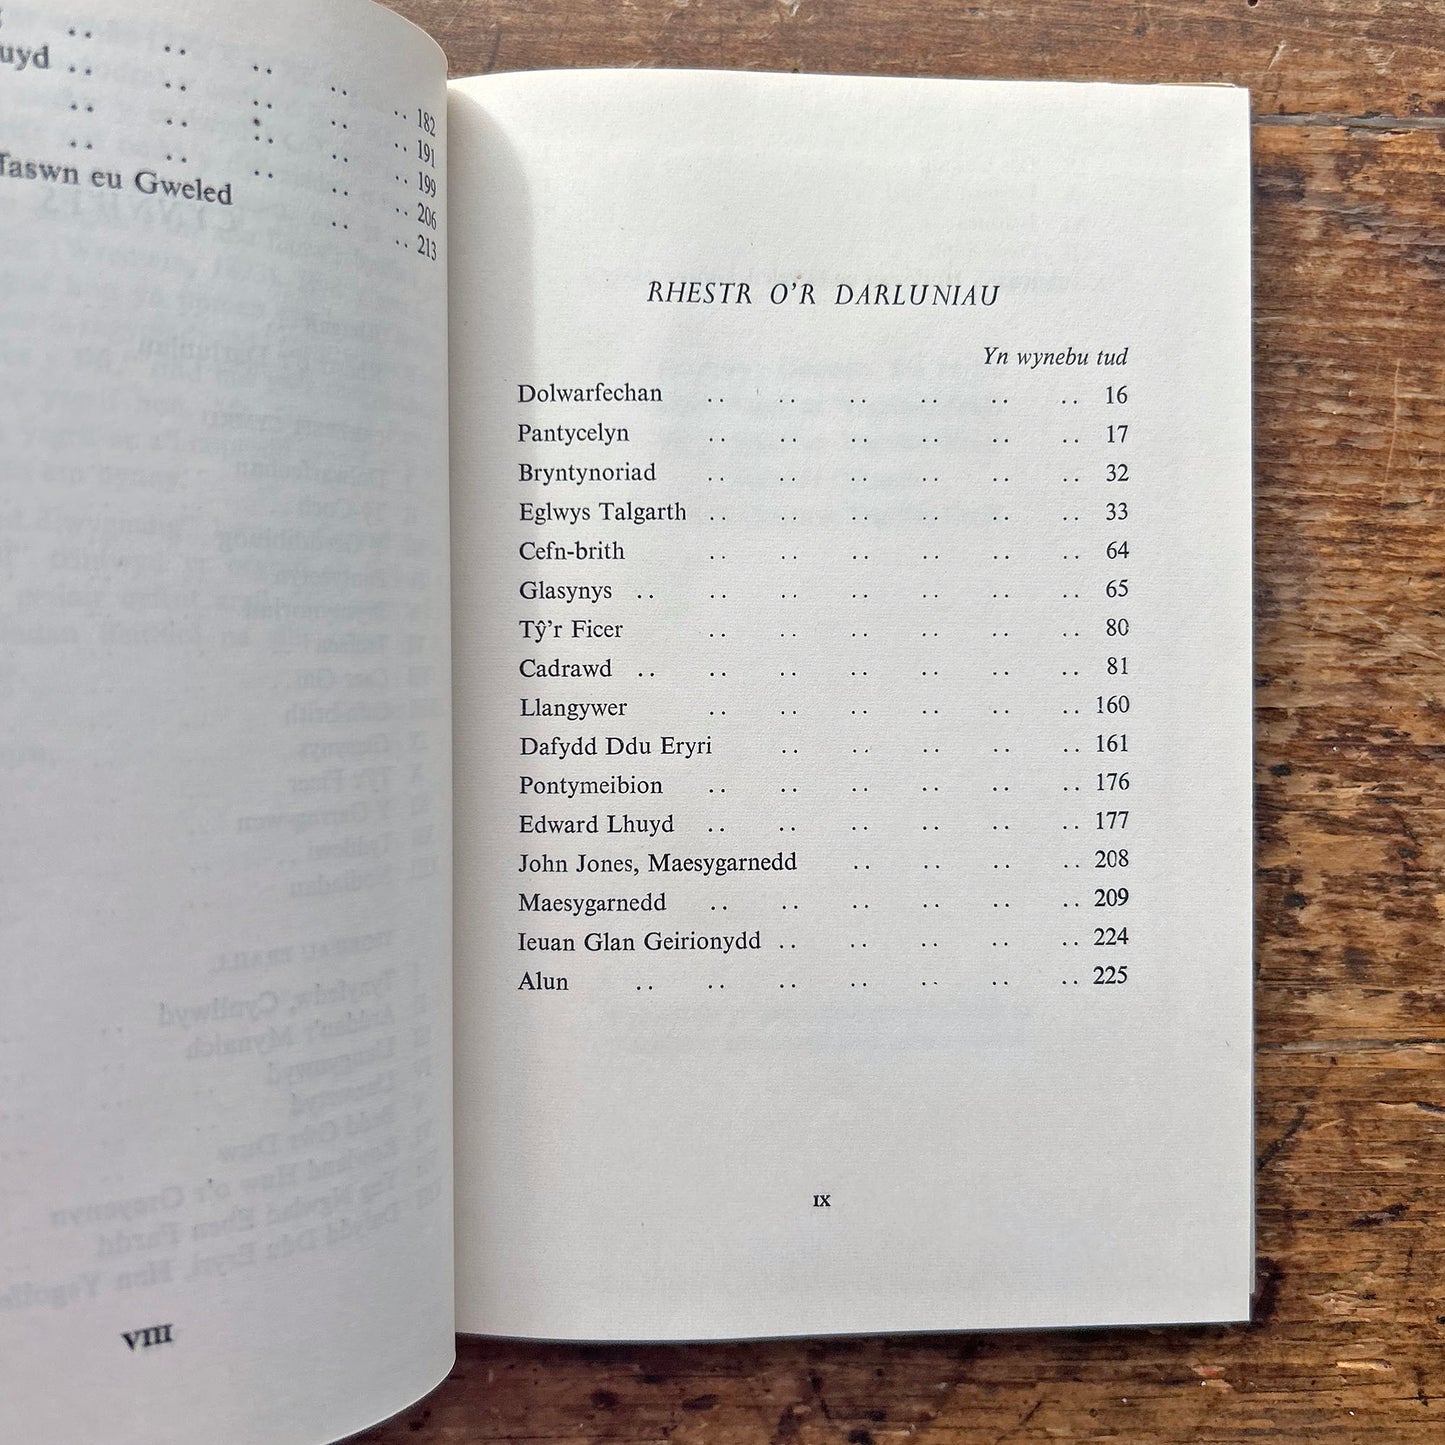 uyd
182
191
199
Taswn eu Gweled
206
213
VIII
RHESTR O'R DARLUNIAU
Yn wynebu tud
Dolwarfechan .. .. .. .. .. .. 16
Pantycelyn .. .. .. .. .. .. 17
Bryntynoriad .. .. .. .. .. .. 32
Eglwys Talgarth .. .. .. .. .. .. 33
Cefn-brith .. .. .. .. .. .. 64
Glasynys .. .. .. .. .. .. .. 65
Tŷ'r Ficer .. .. .. .. .. .. 80
Cadrawd .. .. .. .. .. .. .. 81
Llangywer .. .. .. .. .. .. 160
Dafydd Ddu Eryri .. .. .. .. .. 161
Pontymeibion .. .. .. .. .. .. 176
Edward Lhuyd .. .. .. .. .. .. 177
John Jones, Maesygarnedd .. .. .. .. 208
Maesygarnedd .. .. .. .. .. .. 209
Ieuan Glan Geirionydd .. .. .. .. .. 224
Alun .. .. .. .. .. .. .. 225
IX